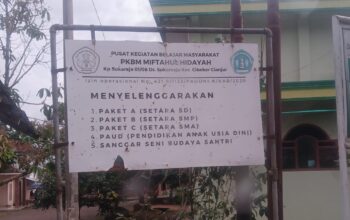 PUSAT KEGIATAN BELAJAR MASYARAKAT
PKBM MIFTAHUL HIDAYAH
MENYELENGGARAKAN
1. PAKET A (SETARA SD)
2. PAKET B (SETARA SMP)
3. PAKET C (SETARA SMA)
4. PAUD (PENDIDIKAN ANAK USIA DINI)
5. SANGGAR SENI BUDAYA SANTRI